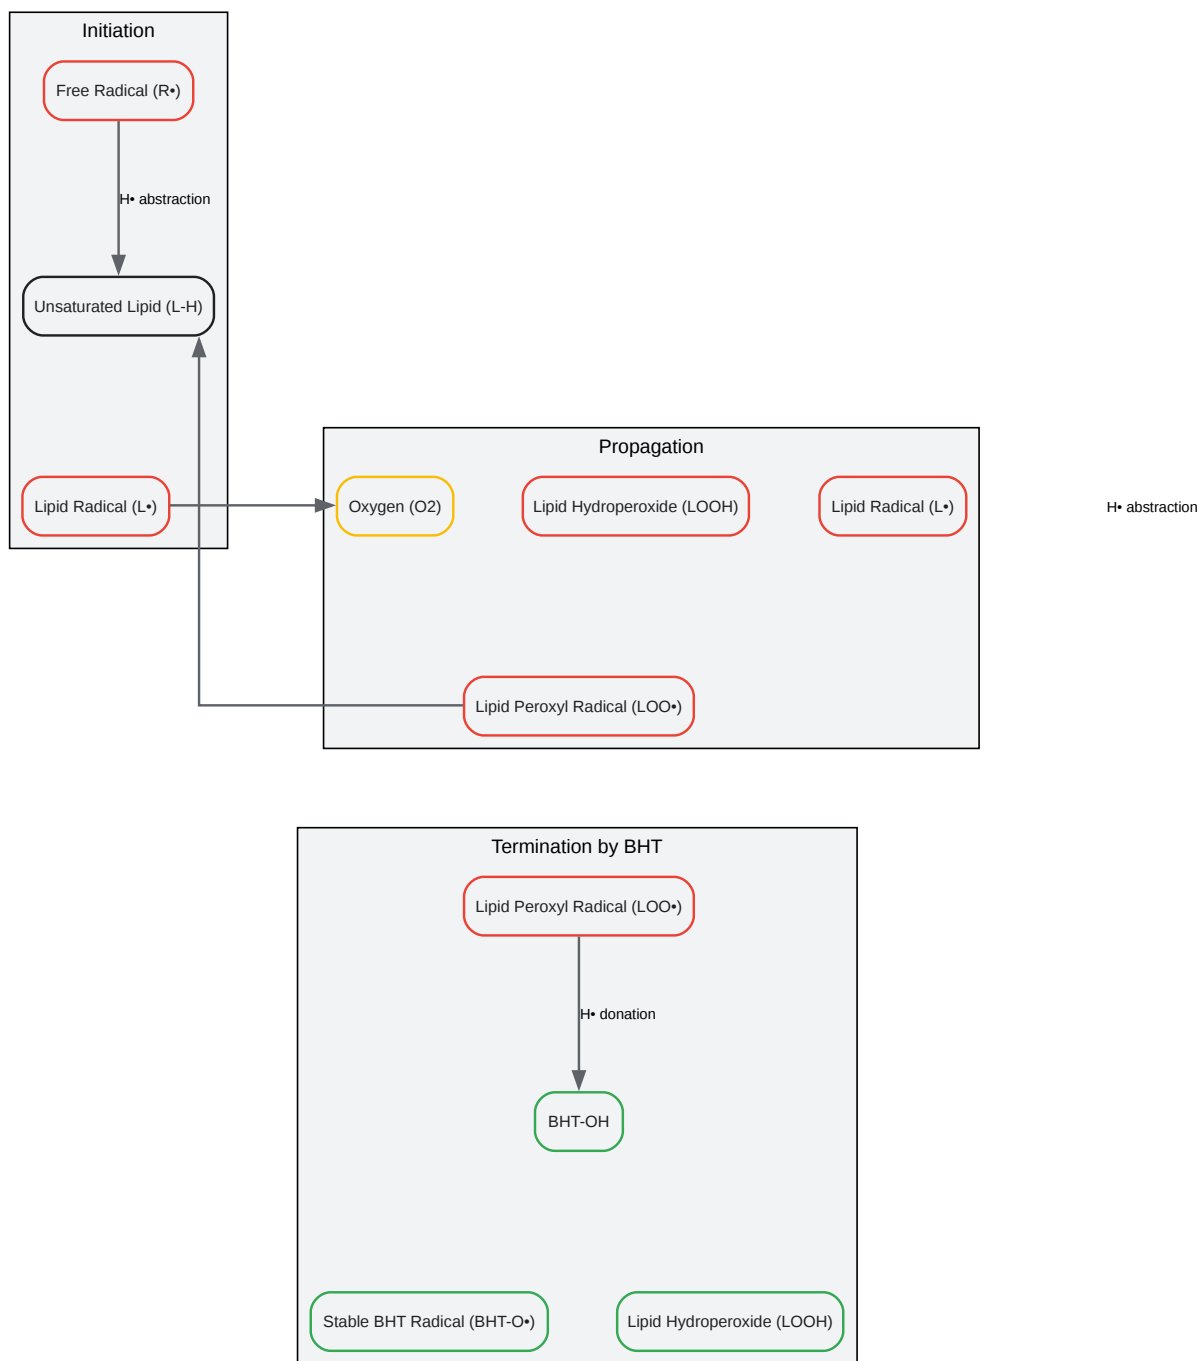 Initiation
Free Radical (R•)
H• abstraction
Unsaturated Lipid (L-H)
Lipid Radical (L•)
Propagation
Oxygen (O2)
Lipid Hydroperoxide (LOOH)
Lipid Radical (L•)
H• abstraction
Lipid Peroxyl Radical (LOO•)
Termination by BHT
Lipid Peroxyl Radical (LOO•)
H• donation
BHT-OH
Stable BHT Radical (BHT-O•)
Lipid Hydroperoxide (LOOH)